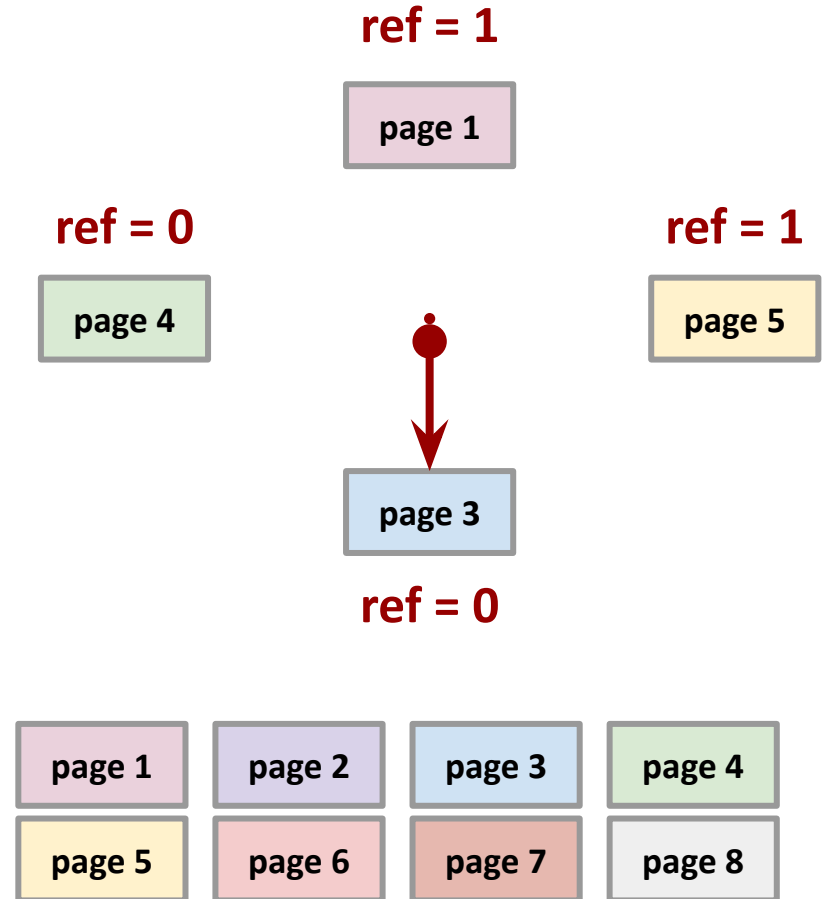 ref = 1
page 1
ref = 0
ref = 1
page 4
page 5
page 3
ref = 0
page 1 page 2 page 3 page 4
page 5 page 6 page 7 page 8